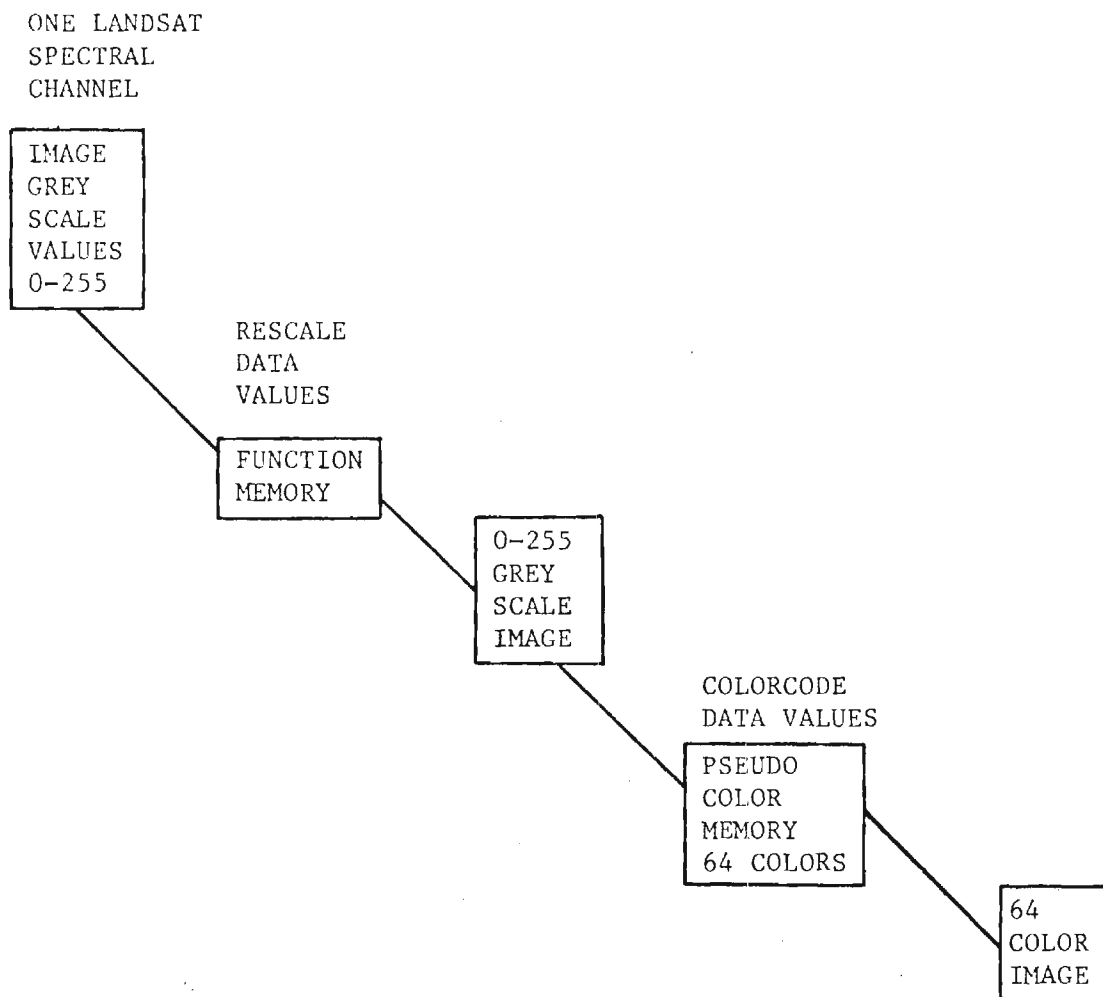 ONE LANDSAT
SPECTRAL
CHANNEL
IMAGE
GREY
SCALE
VALUES
0-255
RESCALE
DATA
VALUES
FUNCTION
MEMORY
0-255
GREY
SCALE
IMAGE
COLORCODE
DATA VALUES
PSEUDO
COLOR
MEMORY
64 COLORS
64
COLOR
IMAGE